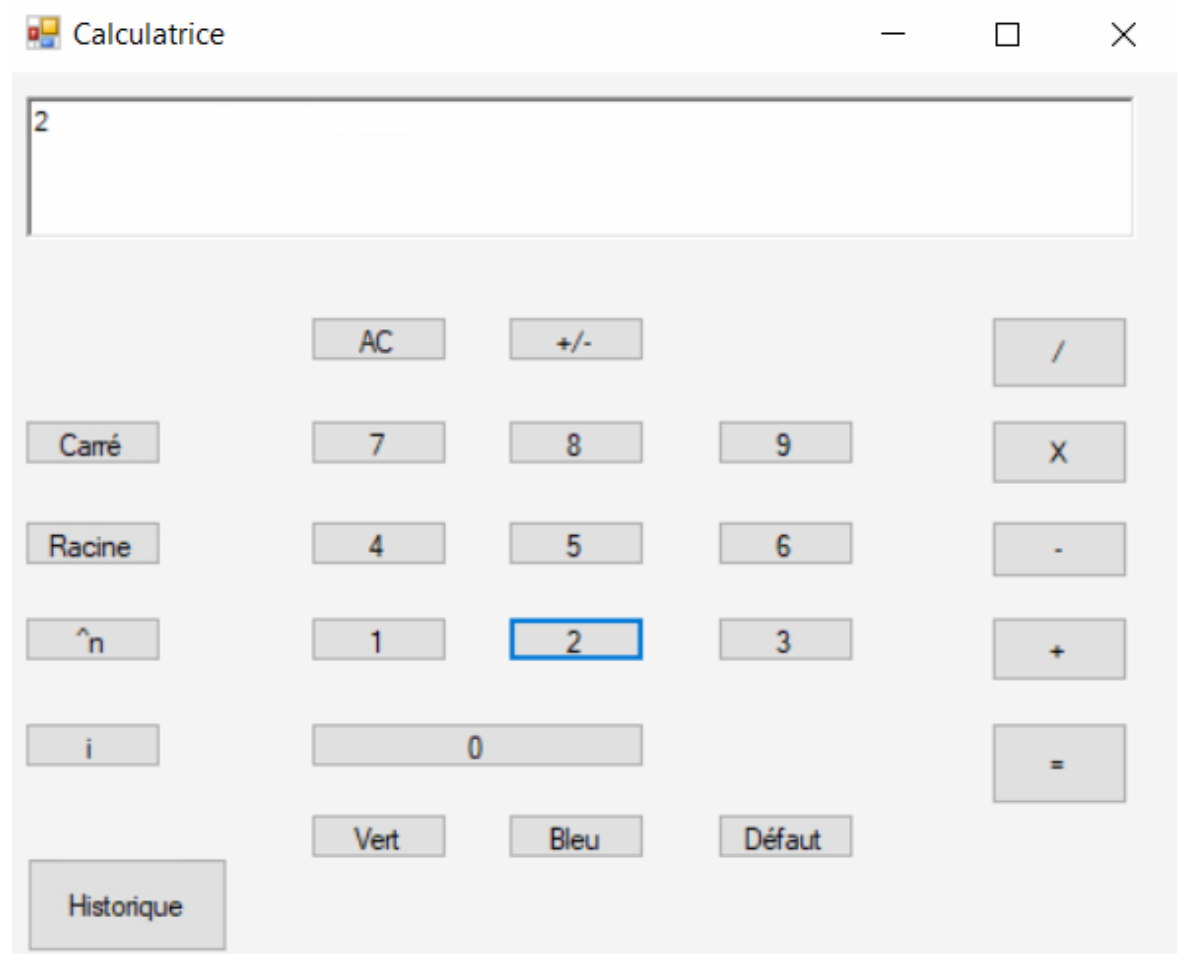 Calculatrice
2
AC +/- /
Carré 7 8 9 X
Racine 4 5 6 -
^n 1 2 3 +
i 0 =
Vert Bleu Défaut
Historique